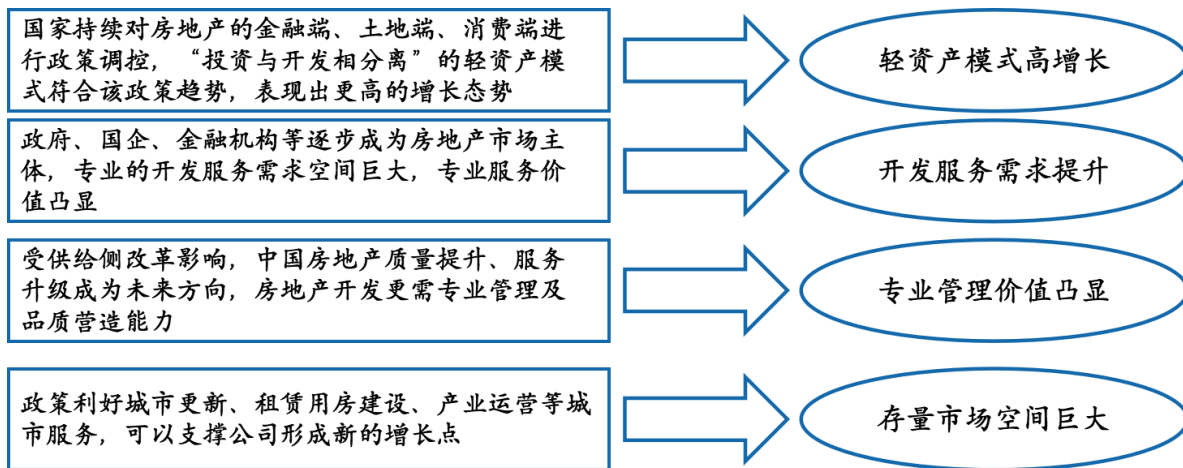 国家持续对房地产的金融端、土地端、消费端进
行政策调控，“投资与开发相分离”的轻资产模
式符合该政策趋势，表现出更高的增长态势
轻资产模式高增长
政府、国企、金融机构等逐步成为房地产市场主
体，专业的开发服务需求空间巨大，专业服务价
值凸显
开发服务需求提升
受供给侧改革影响，中国房地产质量提升、服务
升级成为未来方向，房地产开发更需专业管理及
品质营造能力
专业管理价值凸显
政策利好城市更新、租赁用房建设、产业运营等城
市服务，可以支撑公司形成新的增长点
存量市场空间巨大